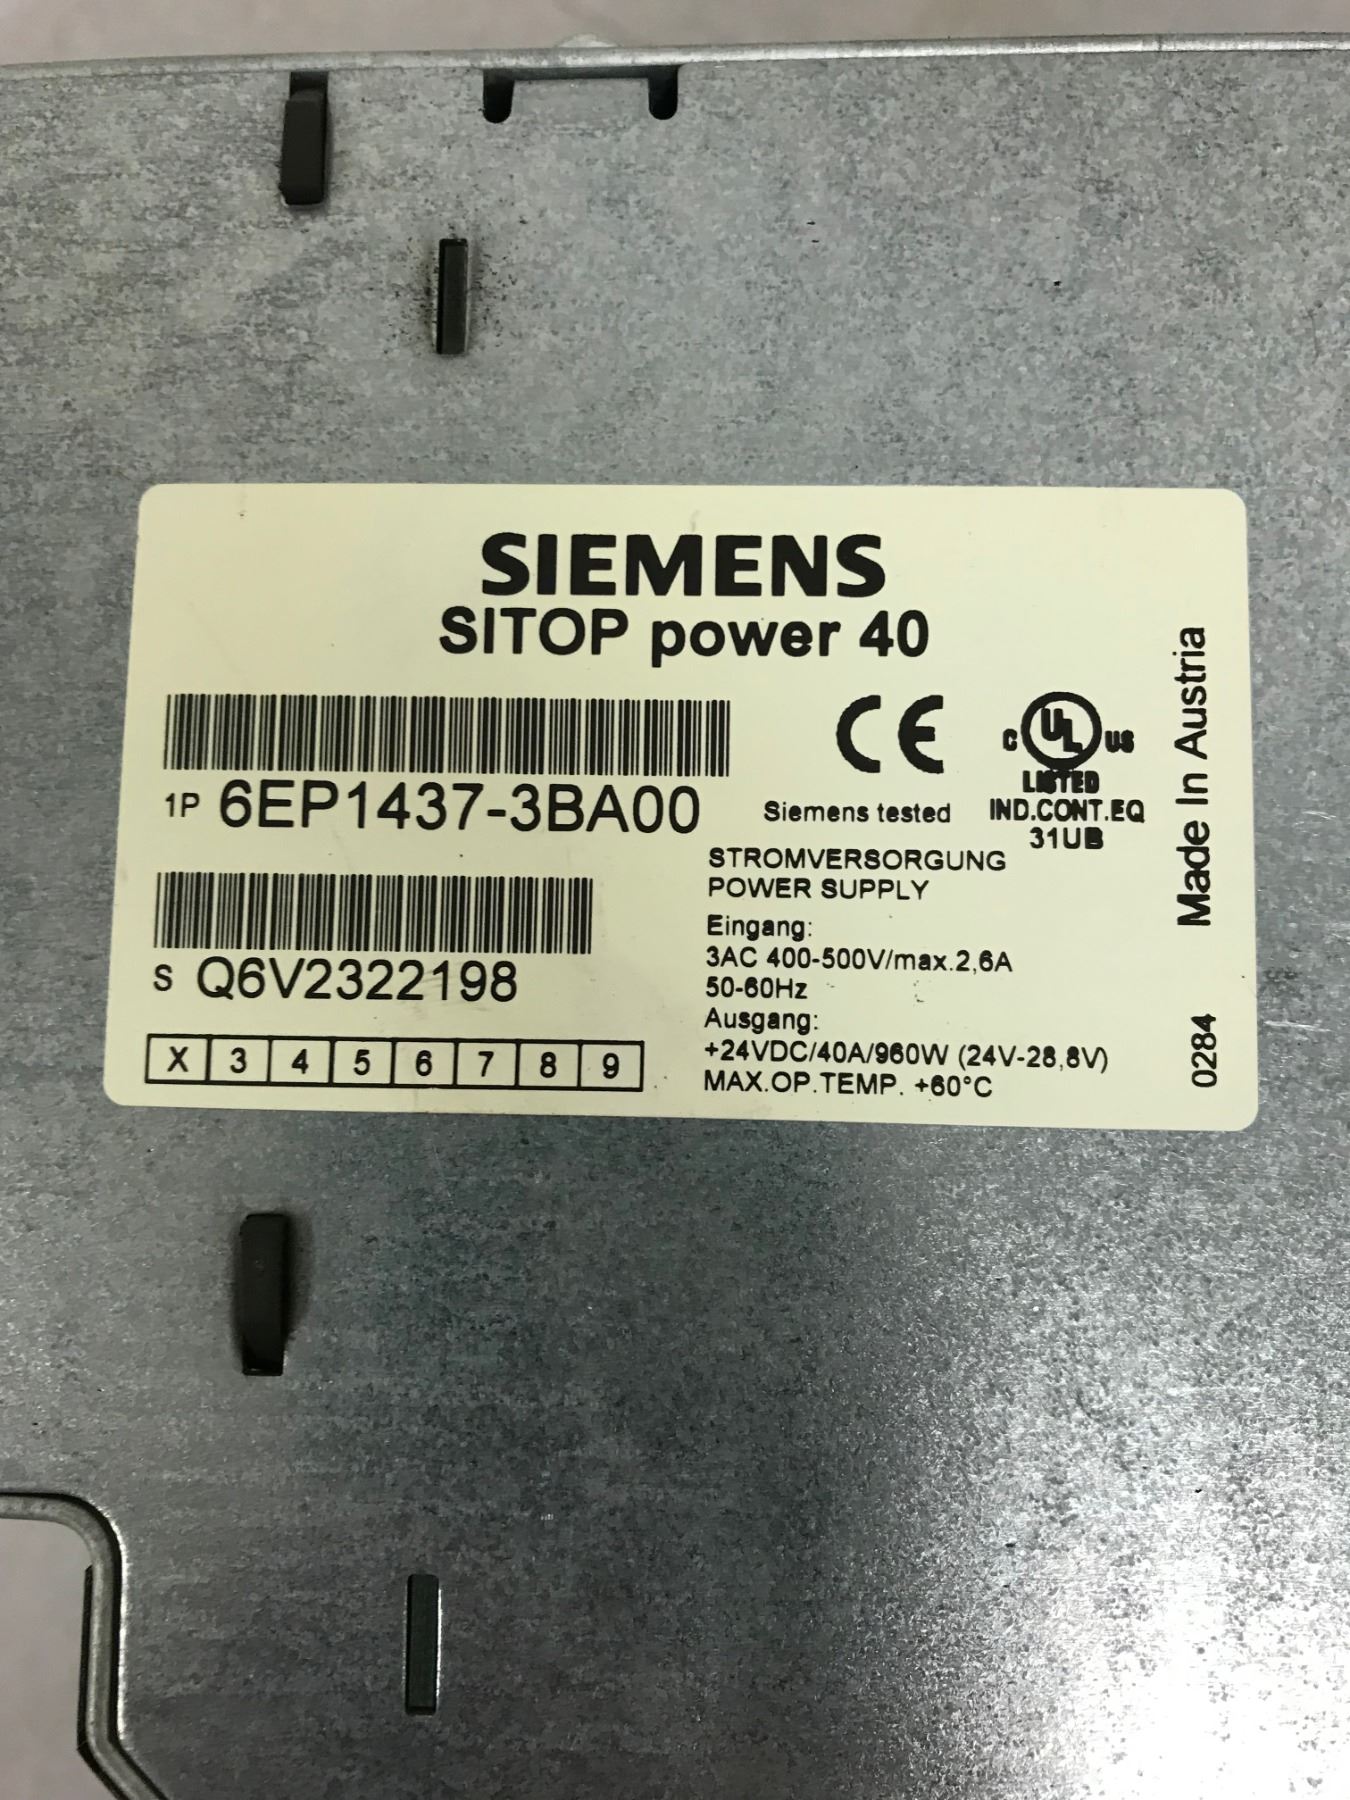 SIEMENS
SITOP power 40
1P 6EP1437-3BA00
Siemens tested
C UL US
LISTED
IND.CONT.EQ
31UB
S Q6V2322198
X 3 4 5 6 7 8 9
STROMVERSORGUNG
POWER SUPPLY
Eingang:
3AC 400-500V/max.2,6A
50-60Hz
Ausgang:
+24VDC/40A/960W (24V-28,8V)
MAX.OP.TEMP. +60°C
Made In Austria
0284